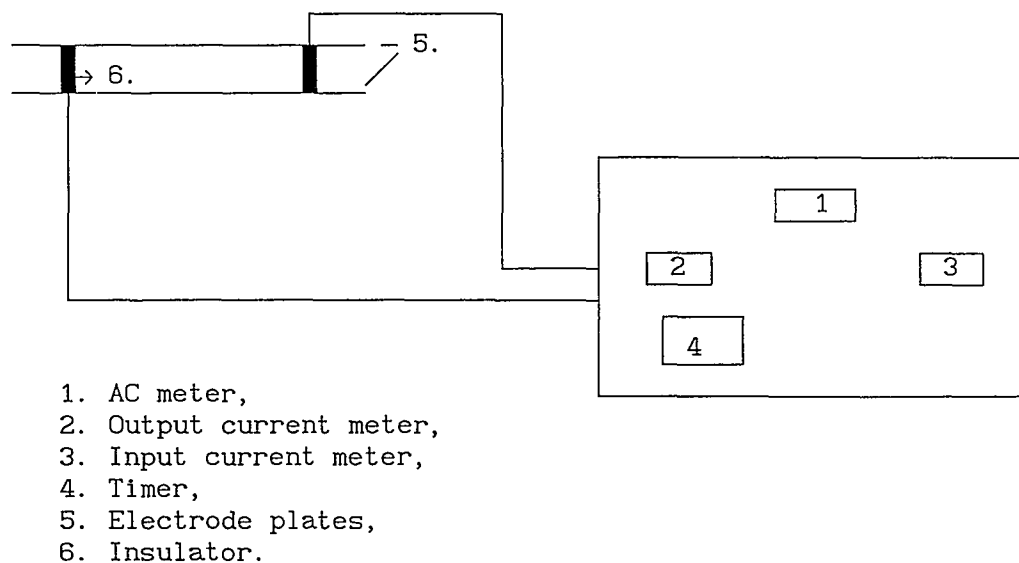 5.
6.
1
2
3
4
1. AC meter,
2. Output current meter,
3. Input current meter,
4. Timer,
5. Electrode plates,
6. Insulator.